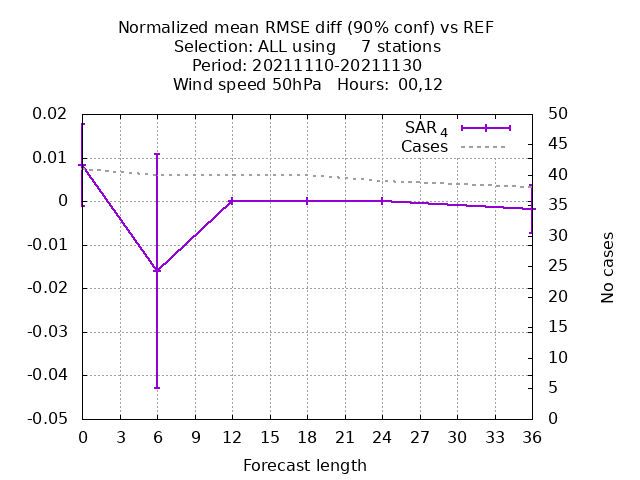 Normalized mean RMSE diff (90% conf) vs REF
Selection: ALL using 7 stations
Period: 20211110-20211130
Wind speed 50hPa Hours: 00,12
SAR 4
Cases
0.02
0.01
0
-0.01
-0.02
-0.03
-0.04
-0.05
50
45
40
35
30
25
20
15
10
5
0
No cases
0 3 6 9 12 15 18 21 24 27 30 33 36
Forecast length